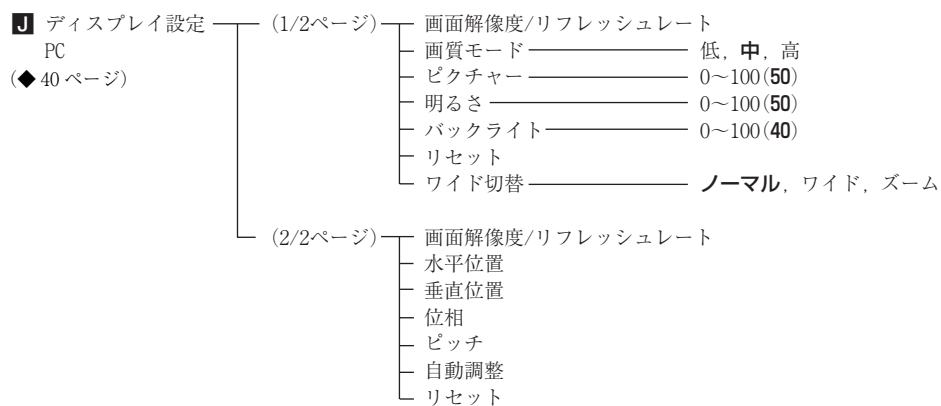 J ディスプレイ設定 (1/2ページ) 画面解像度/リフレッシュレート
PC 画質モード 低, 中, 高
(◆ 40 ページ) ピクチャー 0～100(50)
明るさ 0～100(50)
バックライト 0～100(40)
リセット
ワイド切替 ノーマル, ワイド, ズーム
(2/2ページ) 画面解像度/リフレッシュレート
水平位置
垂直位置
位相
ピッチ
自動調整
リセット